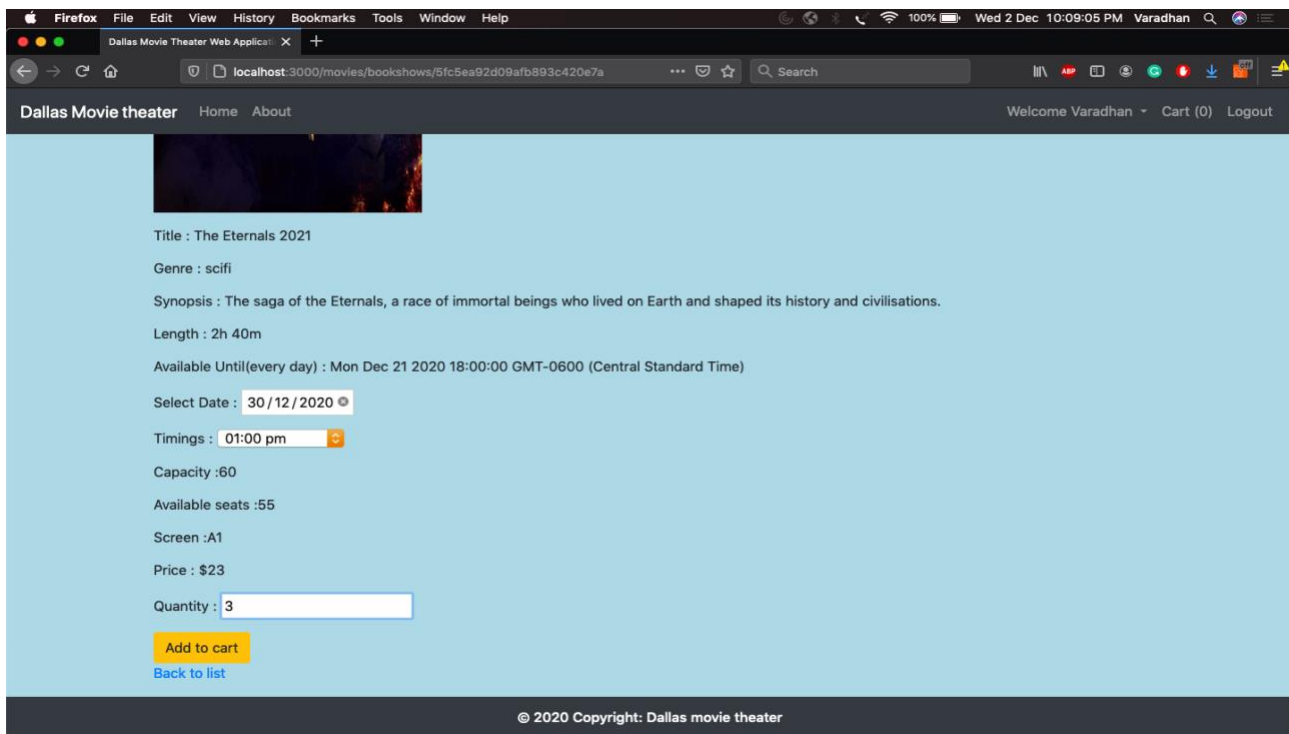 Firefox File Edit View History Bookmarks Tools Window Help 100% Wed 2 Dec 10:09:05 PM Varadhan
Dallas Movie Theater Web Applicati
localhost:3000/movies/bookshows/5fc5ea92d09afb893c420e7a Search ABP OFF
Dallas Movie theater Home About Welcome Varadhan Cart (0) Logout
Title : The Eternals 2021
Genre : scifi
Synopsis : The saga of the Eternals, a race of immortal beings who lived on Earth and shaped its history and civilisations.
Length : 2h 40m
Available Until(every day) : Mon Dec 21 2020 18:00:00 GMT-0600 (Central Standard Time)
Select Date : 30/12/2020
Timings : 01:00 pm
Capacity :60
Available seats :55
Screen :A1
Price : $23
Quantity : 3
Add to cart
Back to list
© 2020 Copyright: Dallas movie theater